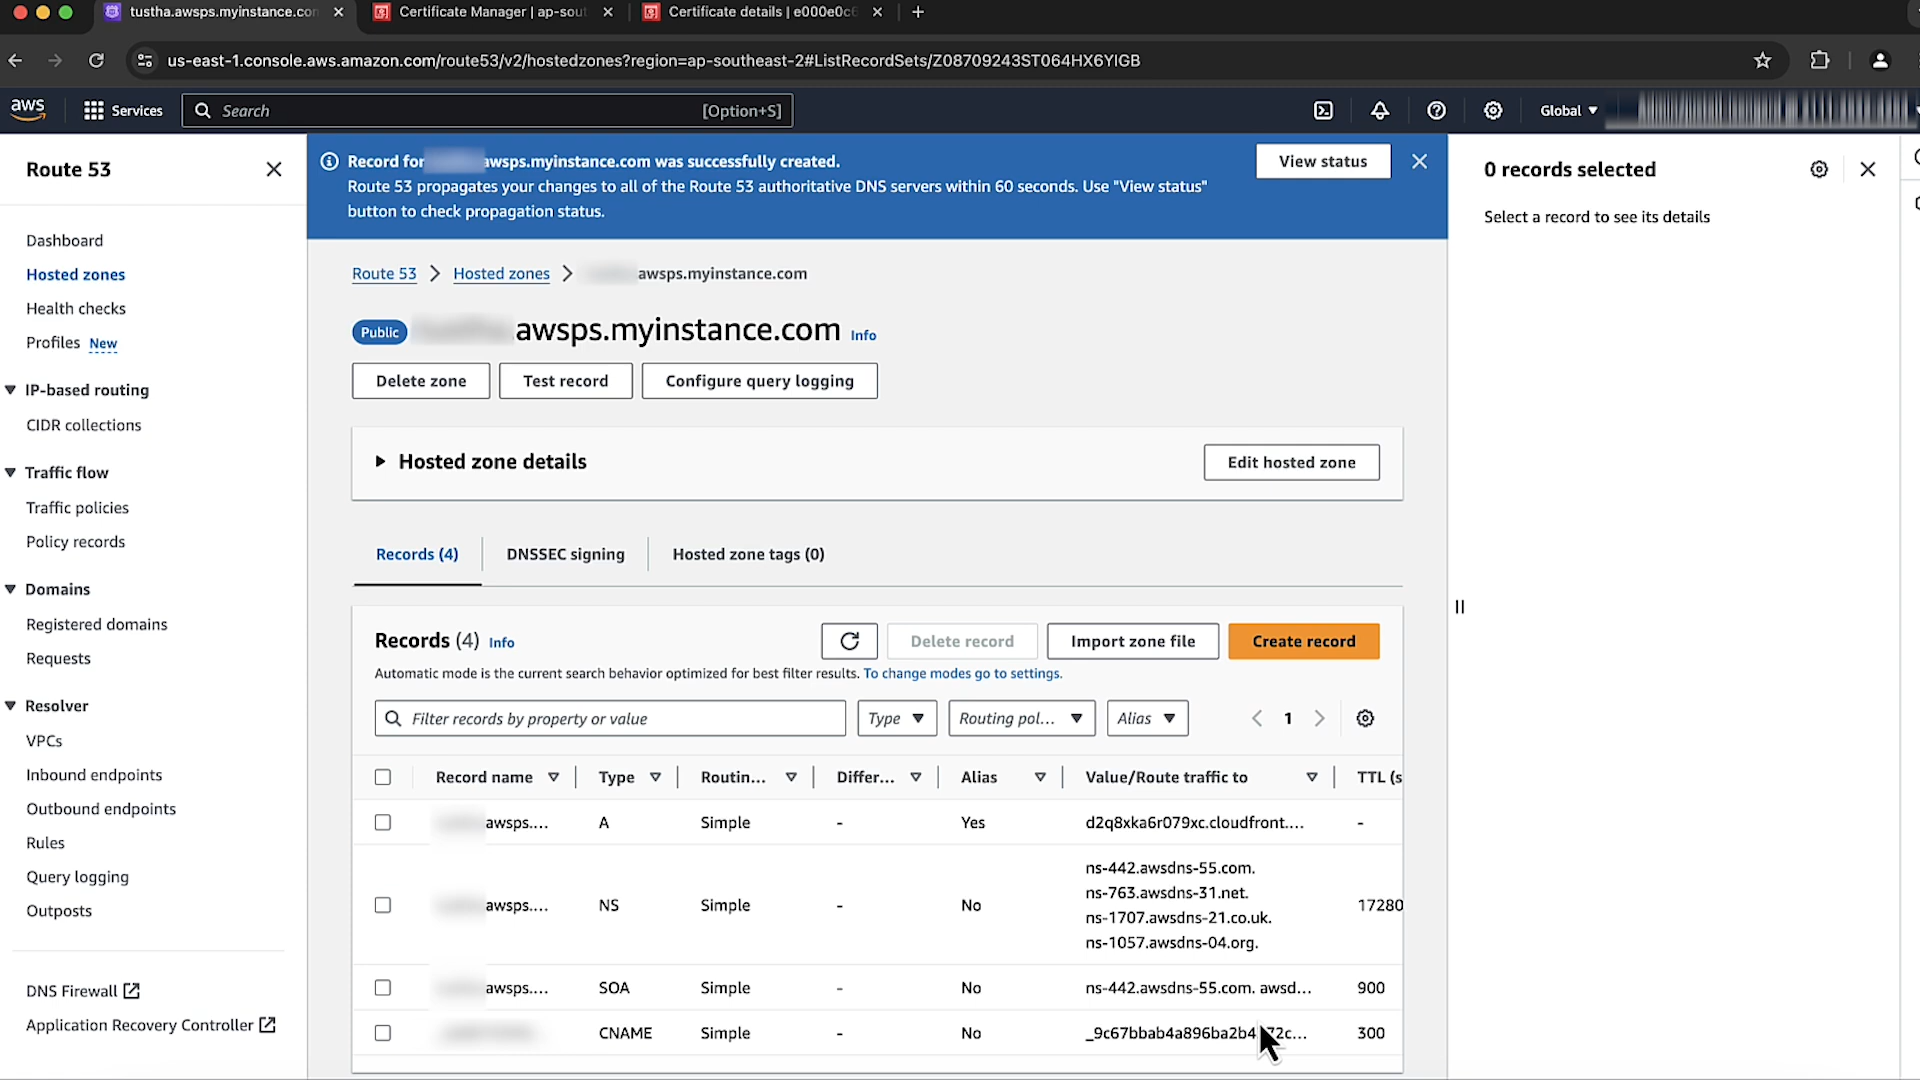 tustha.awsps.myinstance.con
Certificate Manager | ap-sout
Certificate details | e000e0c6
us-east-1.console.aws.amazon.com/route53/v2/hostedzones?region=ap-southeast-2#ListRecordSets/Z08709243ST064HX6YIGB
aws
Services
Search
[Option+S]
Global
Route 53
Dashboard
Hosted zones
Health checks
Profiles New
IP-based routing
CIDR collections
Traffic flow
Traffic policies
Policy records
Domains
Registered domains
Requests
Resolver
VPCs
Inbound endpoints
Outbound endpoints
Rules
Query logging
Outposts
DNS Firewall
Application Recovery Controller
Record for awsps.myinstance.com was successfully created.
Route 53 propagates your changes to all of the Route 53 authoritative DNS servers within 60 seconds. Use "View status"
button to check propagation status.
View status
Route 53 > Hosted zones > awsps.myinstance.com
Public awsps.myinstance.com Info
Delete zone
Test record
Configure query logging
Hosted zone details
Edit hosted zone
Records (4)
DNSSEC signing
Hosted zone tags (0)
Records (4) Info
Delete record
Import zone file
Create record
Automatic mode is the current search behavior optimized for best filter results. To change modes go to settings.
Filter records by property or value
Type
Routing pol...
Alias
1
Record name Type Routin... Differ... Alias Value/Route traffic to TTL (s
awsps.... A Simple - Yes d2q8xka6r079xc.cloudfront.... -
ns-442.awsdns-55.com.
ns-763.awsdns-31.net.
awsps.... NS Simple - No 17280
ns-1707.awsdns-21.co.uk.
ns-1057.awsdns-04.org.
awsps.... SOA Simple - No ns-442.awsdns-55.com. awsd... 900
CNAME Simple - No 300
0 records selected
Select a record to see its details